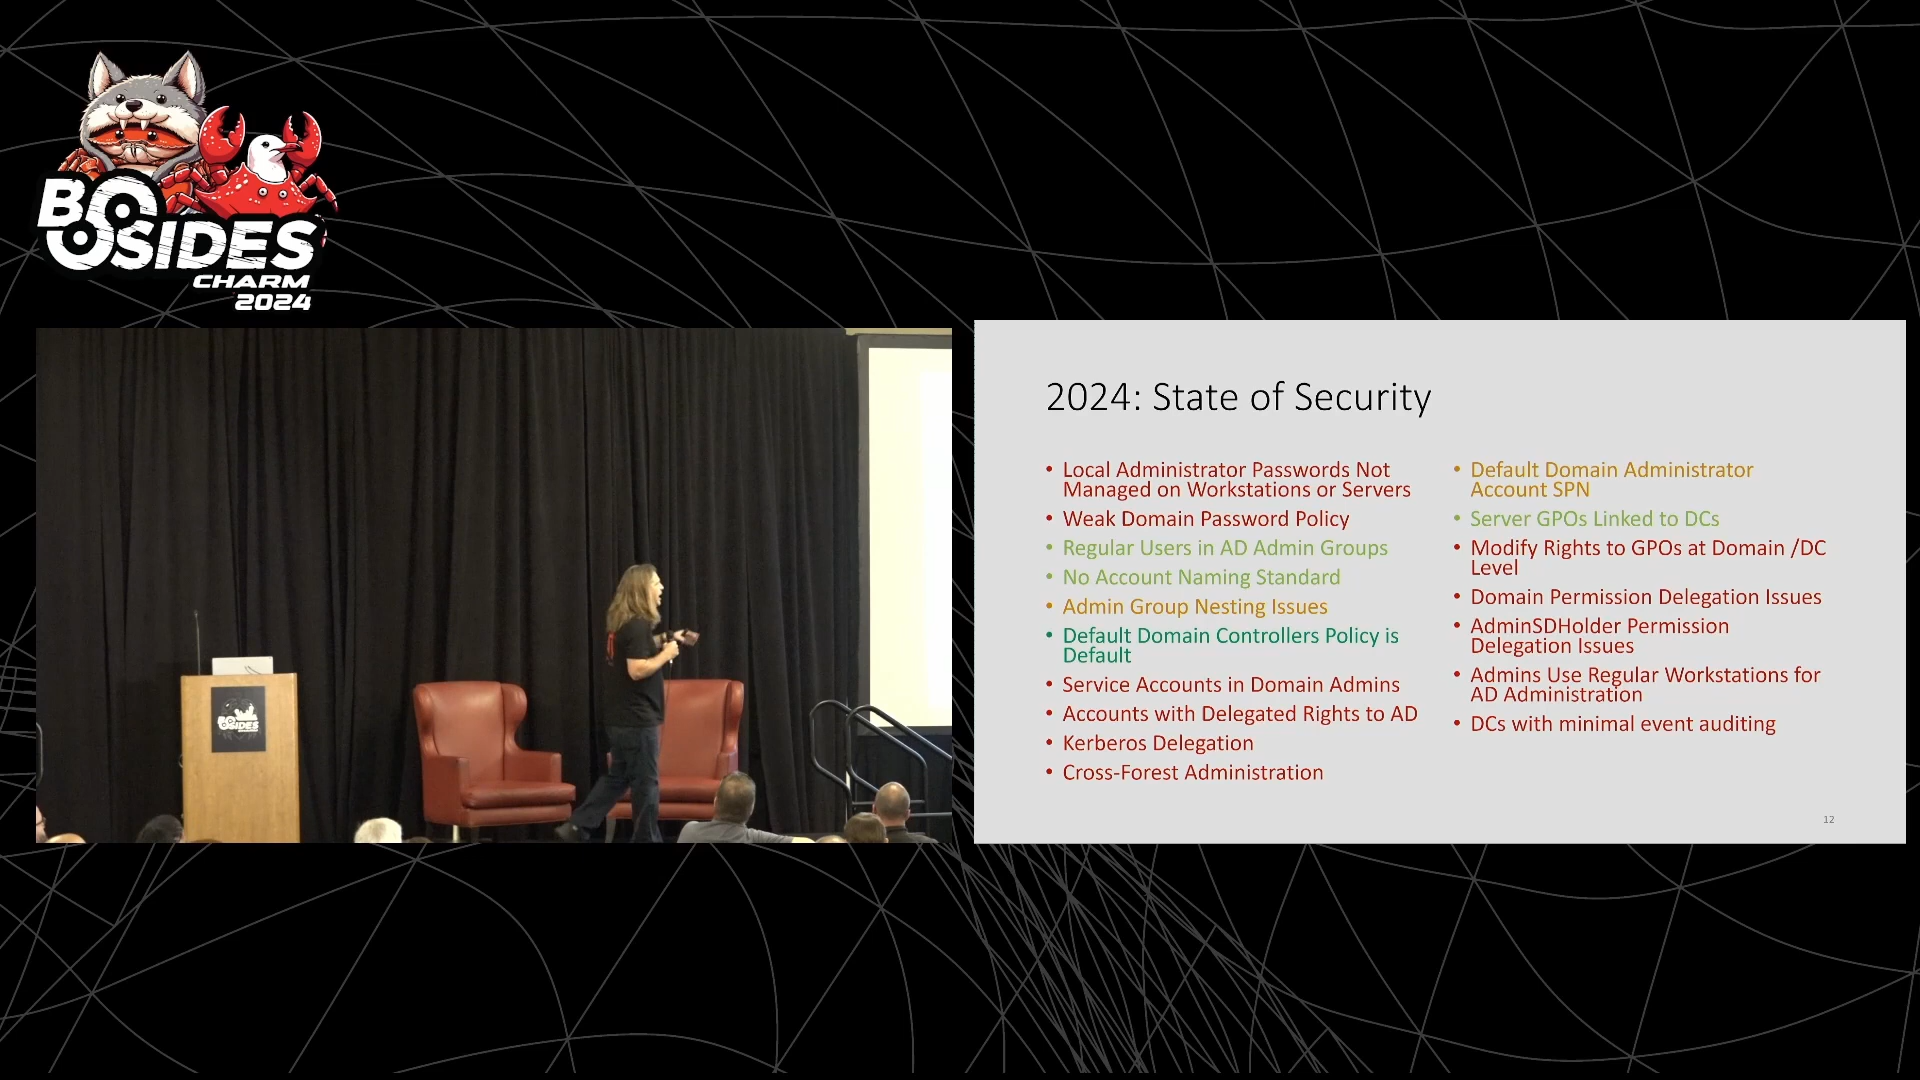 BSIDES
CHARM
2024
BSIDES
2024: State of Security
• Local Administrator Passwords Not
Managed on Workstations or Servers
• Weak Domain Password Policy
• Regular Users in AD Admin Groups
• No Account Naming Standard
• Admin Group Nesting Issues
• Default Domain Controllers Policy is
Default
• Service Accounts in Domain Admins
• Accounts with Delegated Rights to AD
• Kerberos Delegation
• Cross-Forest Administration
• Default Domain Administrator
Account SPN
• Server GPOs Linked to DCs
• Modify Rights to GPOs at Domain /DC
Level
• Domain Permission Delegation Issues
• AdminSDHolder Permission
Delegation Issues
• Admins Use Regular Workstations for
AD Administration
• DCs with minimal event auditing
12